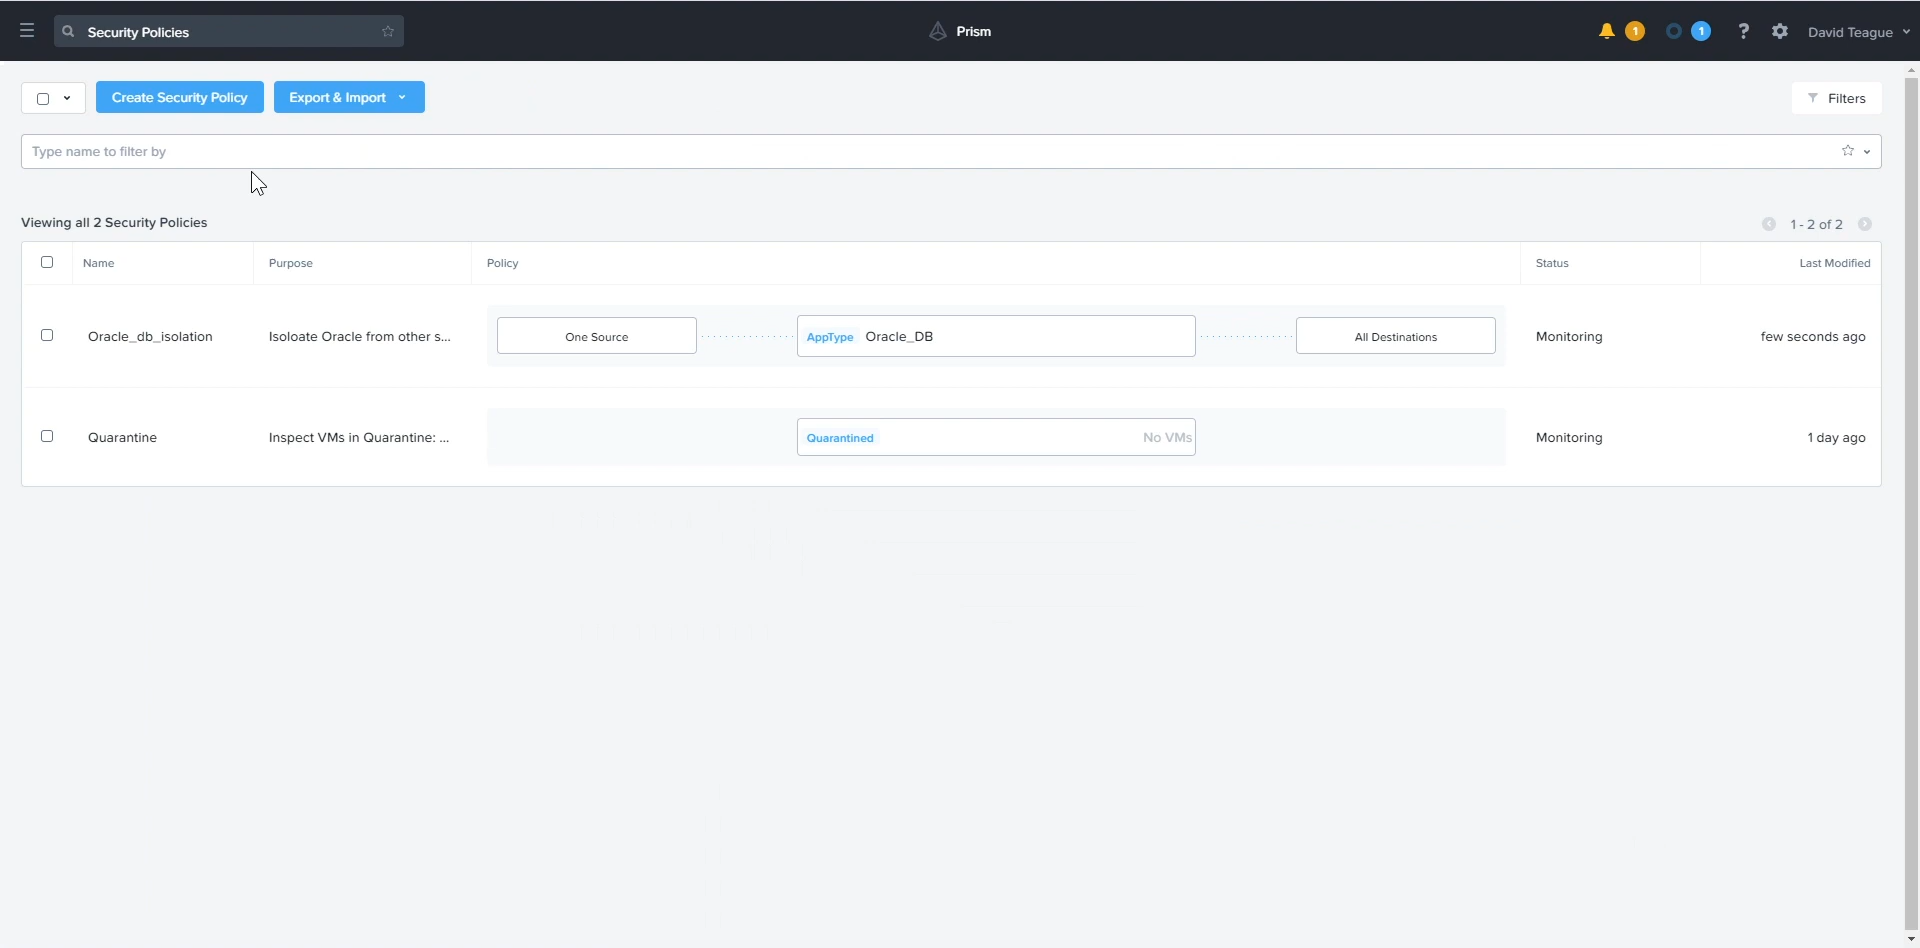 Security Policies
Prism
1
1
?
David Teague
Create Security Policy
Export & Import
Filters
Type name to filter by
Viewing all 2 Security Policies
1 - 2 of 2
Name
Purpose
Policy
Status
Last Modified
Oracle_db_isolation
Isoloate Oracle from other s...
One Source
AppType Oracle_DB
All Destinations
Monitoring
few seconds ago
Quarantine
Inspect VMs in Quarantine: ...
Quarantined
No VMs
Monitoring
1 day ago